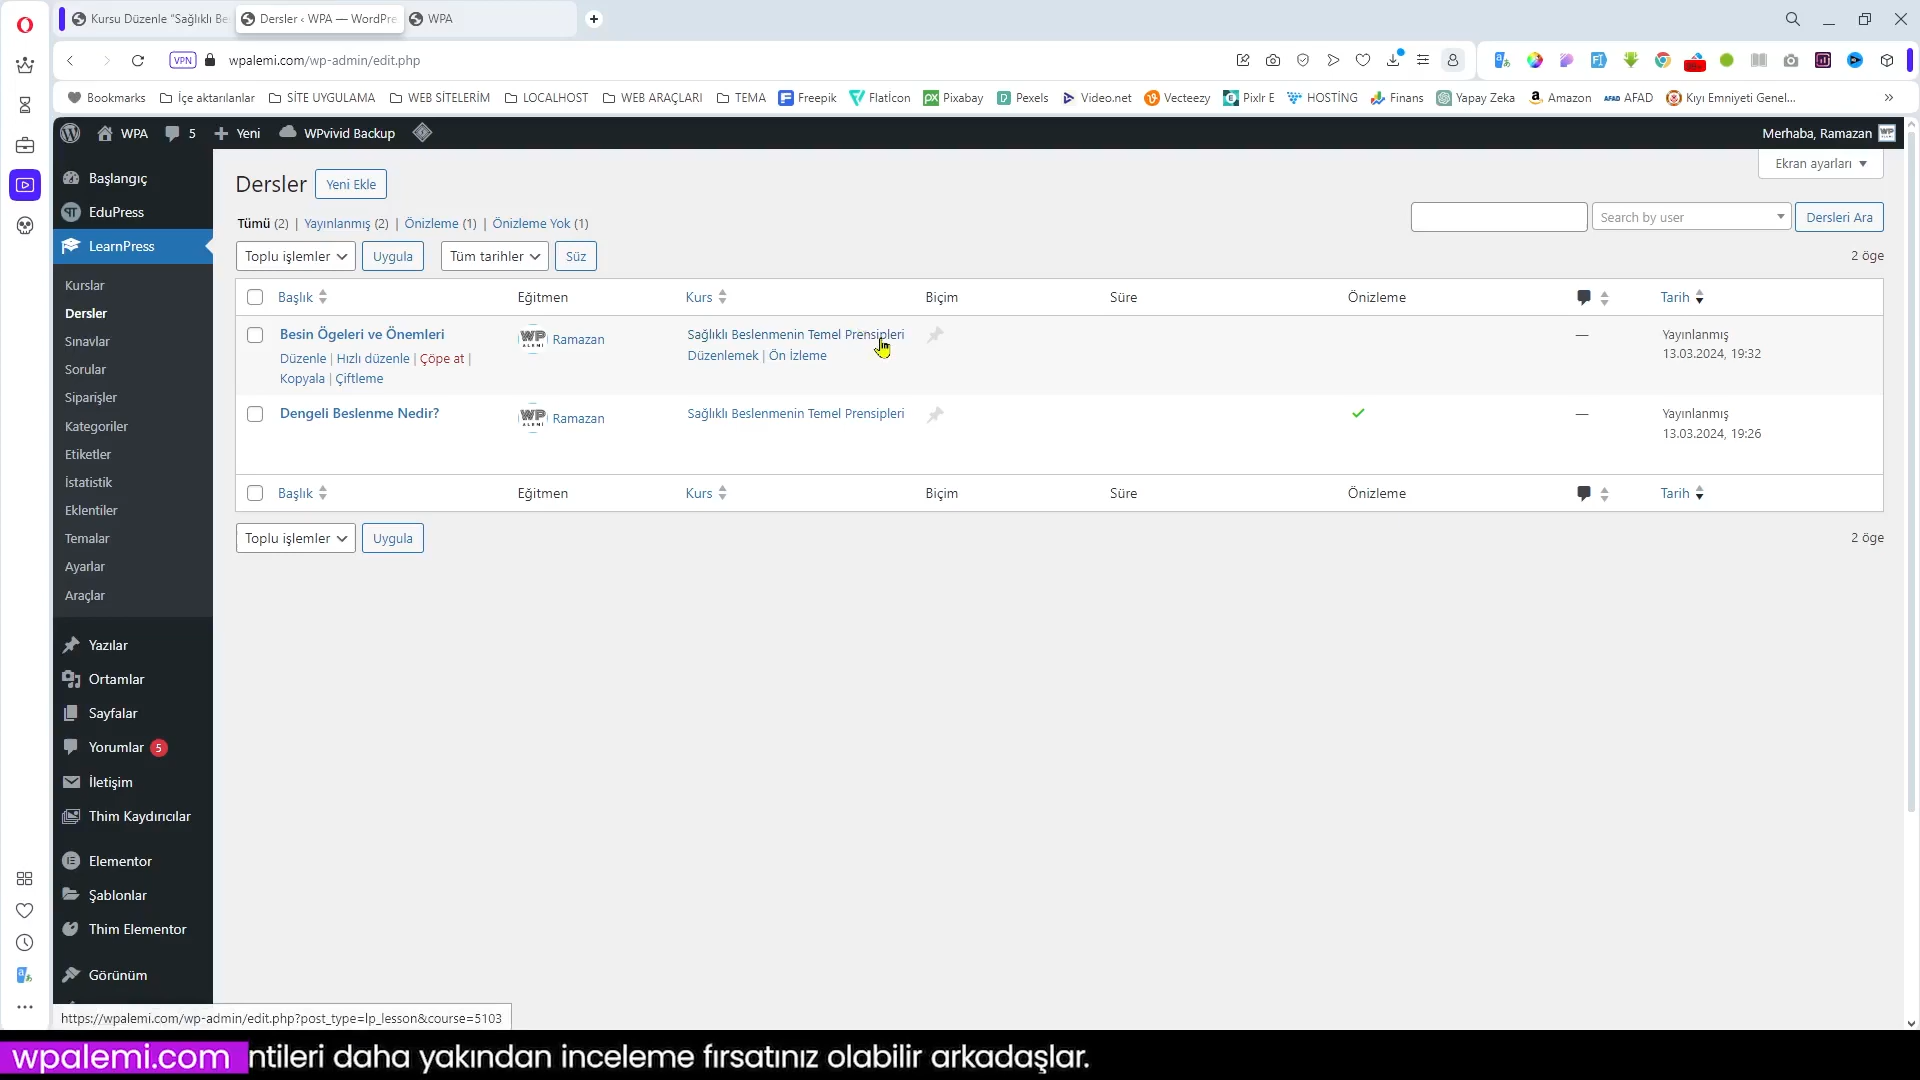 Kursu Düzenle "Sağlıklı Be
Dersler ‹ WPA — WordPre
WPA
VPN
wpalemi.com/wp-admin/edit.php
Bookmarks
İçe aktarılanlar
SİTE UYGULAMA
WEB SİTELERİM
LOCALHOST
WEB ARAÇLARI
TEMA
Freepik
Flatİcon
Pixabay
Pexels
Video.net
Vecteezy
Pixlr E
HOSTİNG
Finans
Yapay Zeka
Amazon
AFAD
Kıyı Emniyeti Genel...
WPA
5
Yeni
WPvivid Backup
Merhaba, Ramazan
Ekran ayarları
Başlangıç
EduPress
LearnPress
Kurslar
Dersler
Sınavlar
Sorular
Siparişler
Kategoriler
Etiketler
İstatistik
Eklentiler
Temalar
Ayarlar
Araçlar
Yazılar
Ortamlar
Sayfalar
Yorumlar 5
İletişim
Thim Kaydırıcılar
Elementor
Şablonlar
Thim Elementor
Görünüm
Dersler
Yeni Ekle
Tümü (2) | Yayınlanmış (2) | Önizleme (1) | Önizleme Yok (1)
Search by user
Dersleri Ara
Toplu işlemler
Uygula
Tüm tarihler
Süz
2 öge
Başlık
Eğitmen
Kurs
Biçim
Süre
Önizleme
Tarih
Besin Ögeleri ve Önemleri
Düzenle | Hızlı düzenle | Çöpe at |
Kopyala | Çiftleme
WP ALEMI
Ramazan
Sağlıklı Beslenmenin Temel Prensipleri
Düzenlemek | Ön İzleme
—
Yayınlanmış
13.03.2024, 19:32
Dengeli Beslenme Nedir?
WP ALEMI
Ramazan
Sağlıklı Beslenmenin Temel Prensipleri
—
Yayınlanmış
13.03.2024, 19:26
Başlık
Eğitmen
Kurs
Biçim
Süre
Önizleme
Tarih
Toplu işlemler
Uygula
2 öge
https://wpalemi.com/wp-admin/edit.php?post_type=lp_lesson&course=5103
wpalemi.com
ntileri daha yakından inceleme fırsatınız olabilir arkadaşlar.